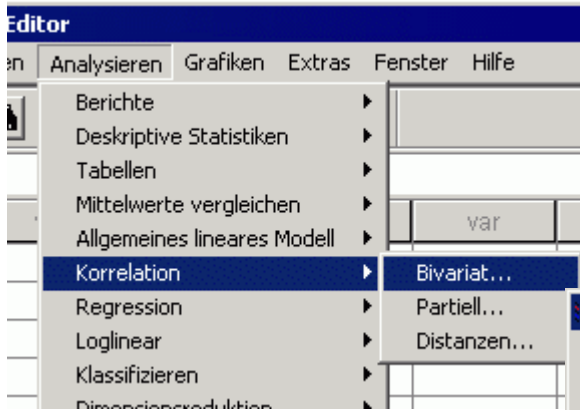 Editor
en Analysieren Grafiken Extras Fenster Hilfe
Berichte
Deskriptive Statistiken
Tabellen
Mittelwerte vergleichen
var
Allgemeines lineares Modell
Korrelation
Bivariat...
Regression
Partiell...
Loglinear
Distanzen...
Klassifizieren
Dimensionsreduktion